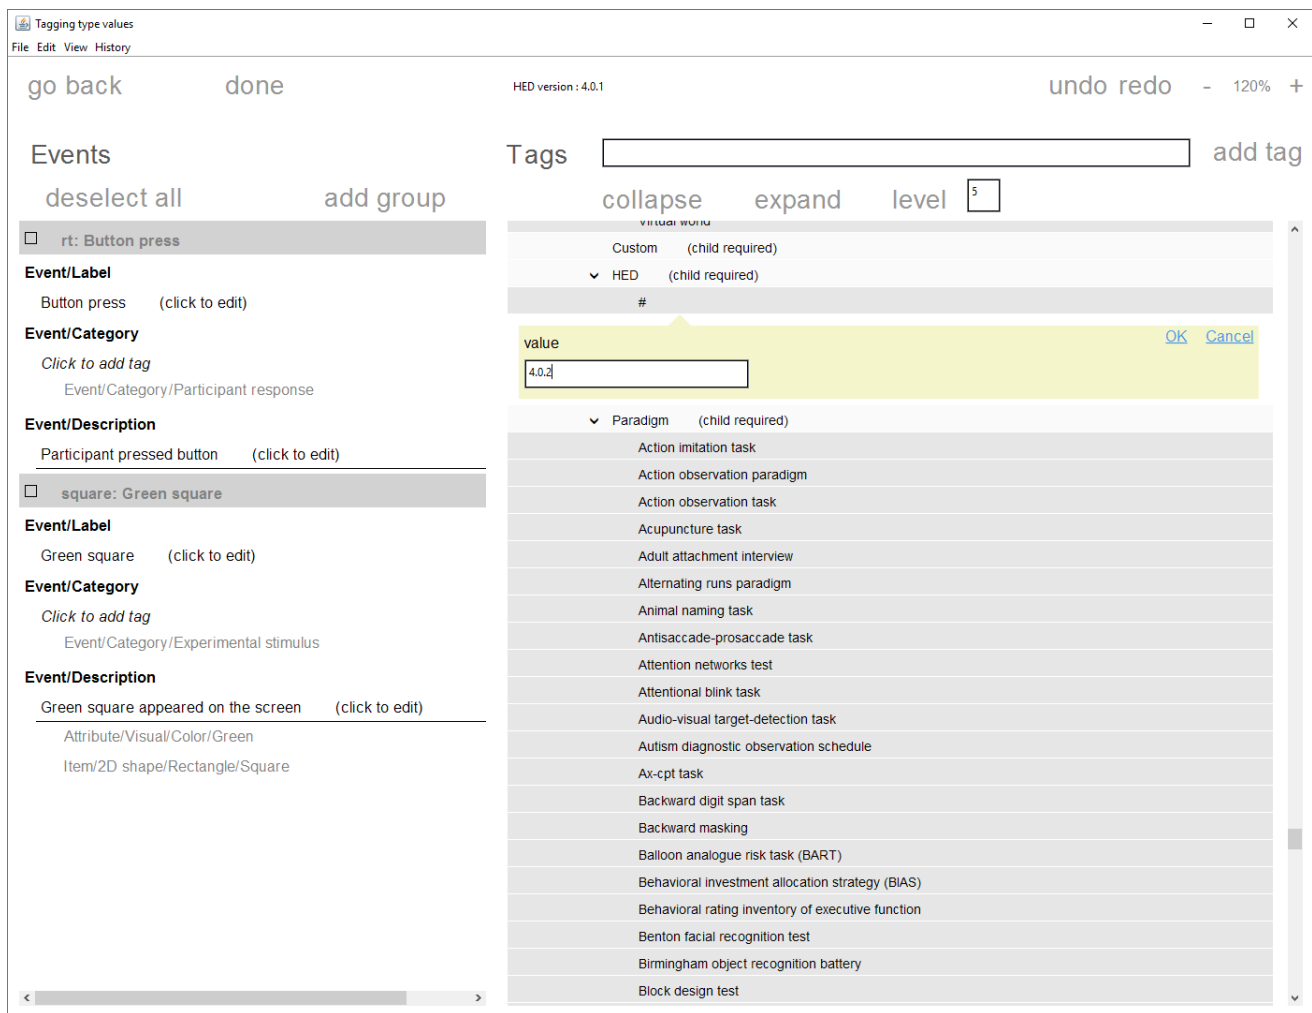 Tagging type values
File Edit View History
go back done HED version : 4.0.1 undo redo - 120% +
Events
deselect all add group
rt: Button press
Event/Label
Button press (click to edit)
Event/Category
Click to add tag
Event/Category/Participant response
Event/Description
Participant pressed button (click to edit)
square: Green square
Event/Label
Green square (click to edit)
Event/Category
Click to add tag
Event/Category/Experimental stimulus
Event/Description
Green square appeared on the screen (click to edit)
Attribute/Visual/Color/Green
Item/2D shape/Rectangle/Square
Tags add tag
collapse expand level 5
Virtual world
Custom (child required)
HED (child required)
#
value OK Cancel
4.0.2
Paradigm (child required)
Action imitation task
Action observation paradigm
Action observation task
Acupuncture task
Adult attachment interview
Alternating runs paradigm
Animal naming task
Antisaccade-prosaccade task
Attention networks test
Attentional blink task
Audio-visual target-detection task
Autism diagnostic observation schedule
Ax-cpt task
Backward digit span task
Backward masking
Balloon analogue risk task (BART)
Behavioral investment allocation strategy (BIAS)
Behavioral rating inventory of executive function
Benton facial recognition test
Birmingham object recognition battery
Block design test